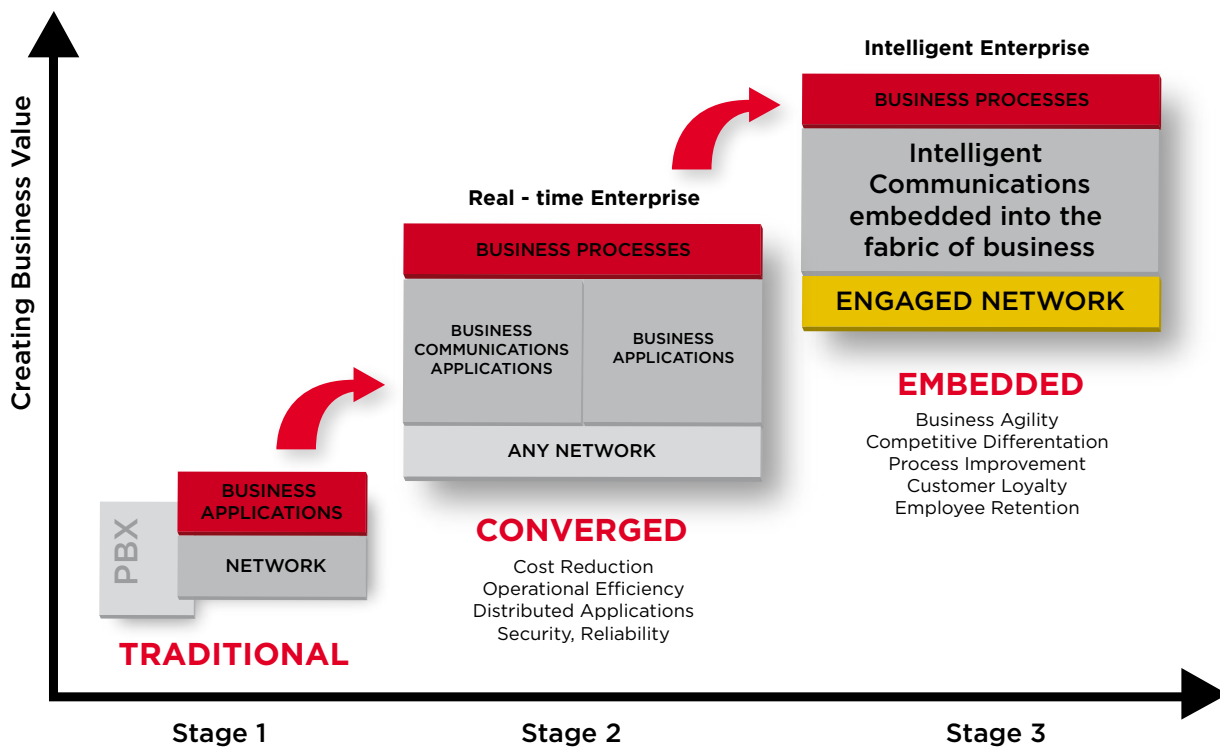 Creating Business Value
PBX
BUSINESS
APPLICATIONS
NETWORK
TRADITIONAL
Real - time Enterprise
BUSINESS PROCESSES
BUSINESS
COMMUNICATIONS
APPLICATIONS
BUSINESS
APPLICATIONS
ANY NETWORK
CONVERGED
Cost Reduction
Operational Efficiency
Distributed Applications
Security, Reliability
Intelligent Enterprise
BUSINESS PROCESSES
Intelligent
Communications
embedded into the
fabric of business
ENGAGED NETWORK
EMBEDDED
Business Agility
Competitive Differentation
Process Improvement
Customer Loyalty
Employee Retention
Stage 1
Stage 2
Stage 3